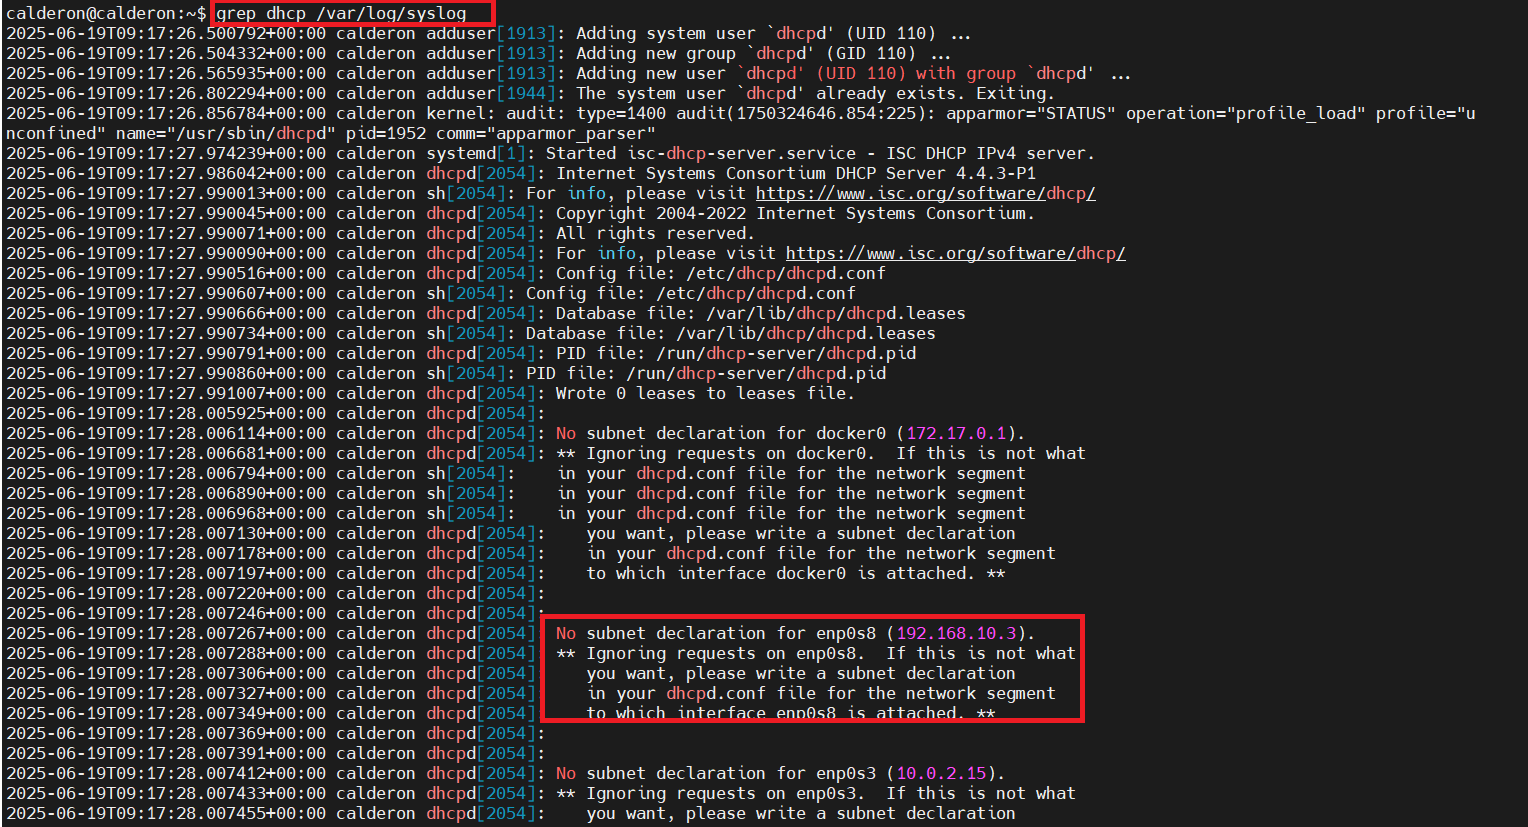 calderon@calderon:~$ grep dhcp /var/log/syslog
2025-06-19T09:17:26.500792+00:00 calderon adduser[1913]: Adding system user `dhcpd' (UID 110) ...
2025-06-19T09:17:26.504332+00:00 calderon adduser[1913]: Adding new group `dhcpd' (GID 110) ...
2025-06-19T09:17:26.565935+00:00 calderon adduser[1913]: Adding new user `dhcpd' (UID 110) with group `dhcpd' ...
2025-06-19T09:17:26.802294+00:00 calderon adduser[1944]: The system user `dhcpd' already exists. Exiting.
2025-06-19T09:17:26.856784+00:00 calderon kernel: audit: type=1400 audit(1750324646.854:225): apparmor="STATUS" operation="profile_load" profile="u
nconfined" name="/usr/sbin/dhcpd" pid=1952 comm="apparmor_parser"
2025-06-19T09:17:27.974239+00:00 calderon systemd[1]: Started isc-dhcp-server.service - ISC DHCP IPv4 server.
2025-06-19T09:17:27.986042+00:00 calderon dhcpd[2054]: Internet Systems Consortium DHCP Server 4.4.3-P1
2025-06-19T09:17:27.990013+00:00 calderon sh[2054]: For info, please visit https://www.isc.org/software/dhcp/
2025-06-19T09:17:27.990045+00:00 calderon dhcpd[2054]: Copyright 2004-2022 Internet Systems Consortium.
2025-06-19T09:17:27.990071+00:00 calderon dhcpd[2054]: All rights reserved.
2025-06-19T09:17:27.990090+00:00 calderon dhcpd[2054]: For info, please visit https://www.isc.org/software/dhcp/
2025-06-19T09:17:27.990516+00:00 calderon dhcpd[2054]: Config file: /etc/dhcp/dhcpd.conf
2025-06-19T09:17:27.990607+00:00 calderon sh[2054]: Config file: /etc/dhcp/dhcpd.conf
2025-06-19T09:17:27.990666+00:00 calderon dhcpd[2054]: Database file: /var/lib/dhcp/dhcpd.leases
2025-06-19T09:17:27.990734+00:00 calderon sh[2054]: Database file: /var/lib/dhcp/dhcpd.leases
2025-06-19T09:17:27.990791+00:00 calderon dhcpd[2054]: PID file: /run/dhcp-server/dhcpd.pid
2025-06-19T09:17:27.990860+00:00 calderon sh[2054]: PID file: /run/dhcp-server/dhcpd.pid
2025-06-19T09:17:27.991007+00:00 calderon dhcpd[2054]: Wrote 0 leases to leases file.
2025-06-19T09:17:28.005925+00:00 calderon dhcpd[2054]:
2025-06-19T09:17:28.006114+00:00 calderon dhcpd[2054]: No subnet declaration for docker0 (172.17.0.1).
2025-06-19T09:17:28.006681+00:00 calderon dhcpd[2054]: ** Ignoring requests on docker0.  If this is not what
2025-06-19T09:17:28.006794+00:00 calderon sh[2054]:    in your dhcpd.conf file for the network segment
2025-06-19T09:17:28.006890+00:00 calderon sh[2054]:    in your dhcpd.conf file for the network segment
2025-06-19T09:17:28.006968+00:00 calderon sh[2054]:    in your dhcpd.conf file for the network segment
2025-06-19T09:17:28.007130+00:00 calderon dhcpd[2054]:    you want, please write a subnet declaration
2025-06-19T09:17:28.007178+00:00 calderon dhcpd[2054]:    in your dhcpd.conf file for the network segment
2025-06-19T09:17:28.007197+00:00 calderon dhcpd[2054]:    to which interface docker0 is attached. **
2025-06-19T09:17:28.007220+00:00 calderon dhcpd[2054]:
2025-06-19T09:17:28.007246+00:00 calderon dhcpd[2054]:
2025-06-19T09:17:28.007267+00:00 calderon dhcpd[2054]: No subnet declaration for enp0s8 (192.168.10.3).
2025-06-19T09:17:28.007288+00:00 calderon dhcpd[2054]: ** Ignoring requests on enp0s8.  If this is not what
2025-06-19T09:17:28.007306+00:00 calderon dhcpd[2054]:    you want, please write a subnet declaration
2025-06-19T09:17:28.007327+00:00 calderon dhcpd[2054]:    in your dhcpd.conf file for the network segment
2025-06-19T09:17:28.007349+00:00 calderon dhcpd[2054]:    to which interface enp0s8 is attached. **
2025-06-19T09:17:28.007369+00:00 calderon dhcpd[2054]:
2025-06-19T09:17:28.007391+00:00 calderon dhcpd[2054]:
2025-06-19T09:17:28.007412+00:00 calderon dhcpd[2054]: No subnet declaration for enp0s3 (10.0.2.15).
2025-06-19T09:17:28.007433+00:00 calderon dhcpd[2054]: ** Ignoring requests on enp0s3.  If this is not what
2025-06-19T09:17:28.007455+00:00 calderon dhcpd[2054]:    you want, please write a subnet declaration